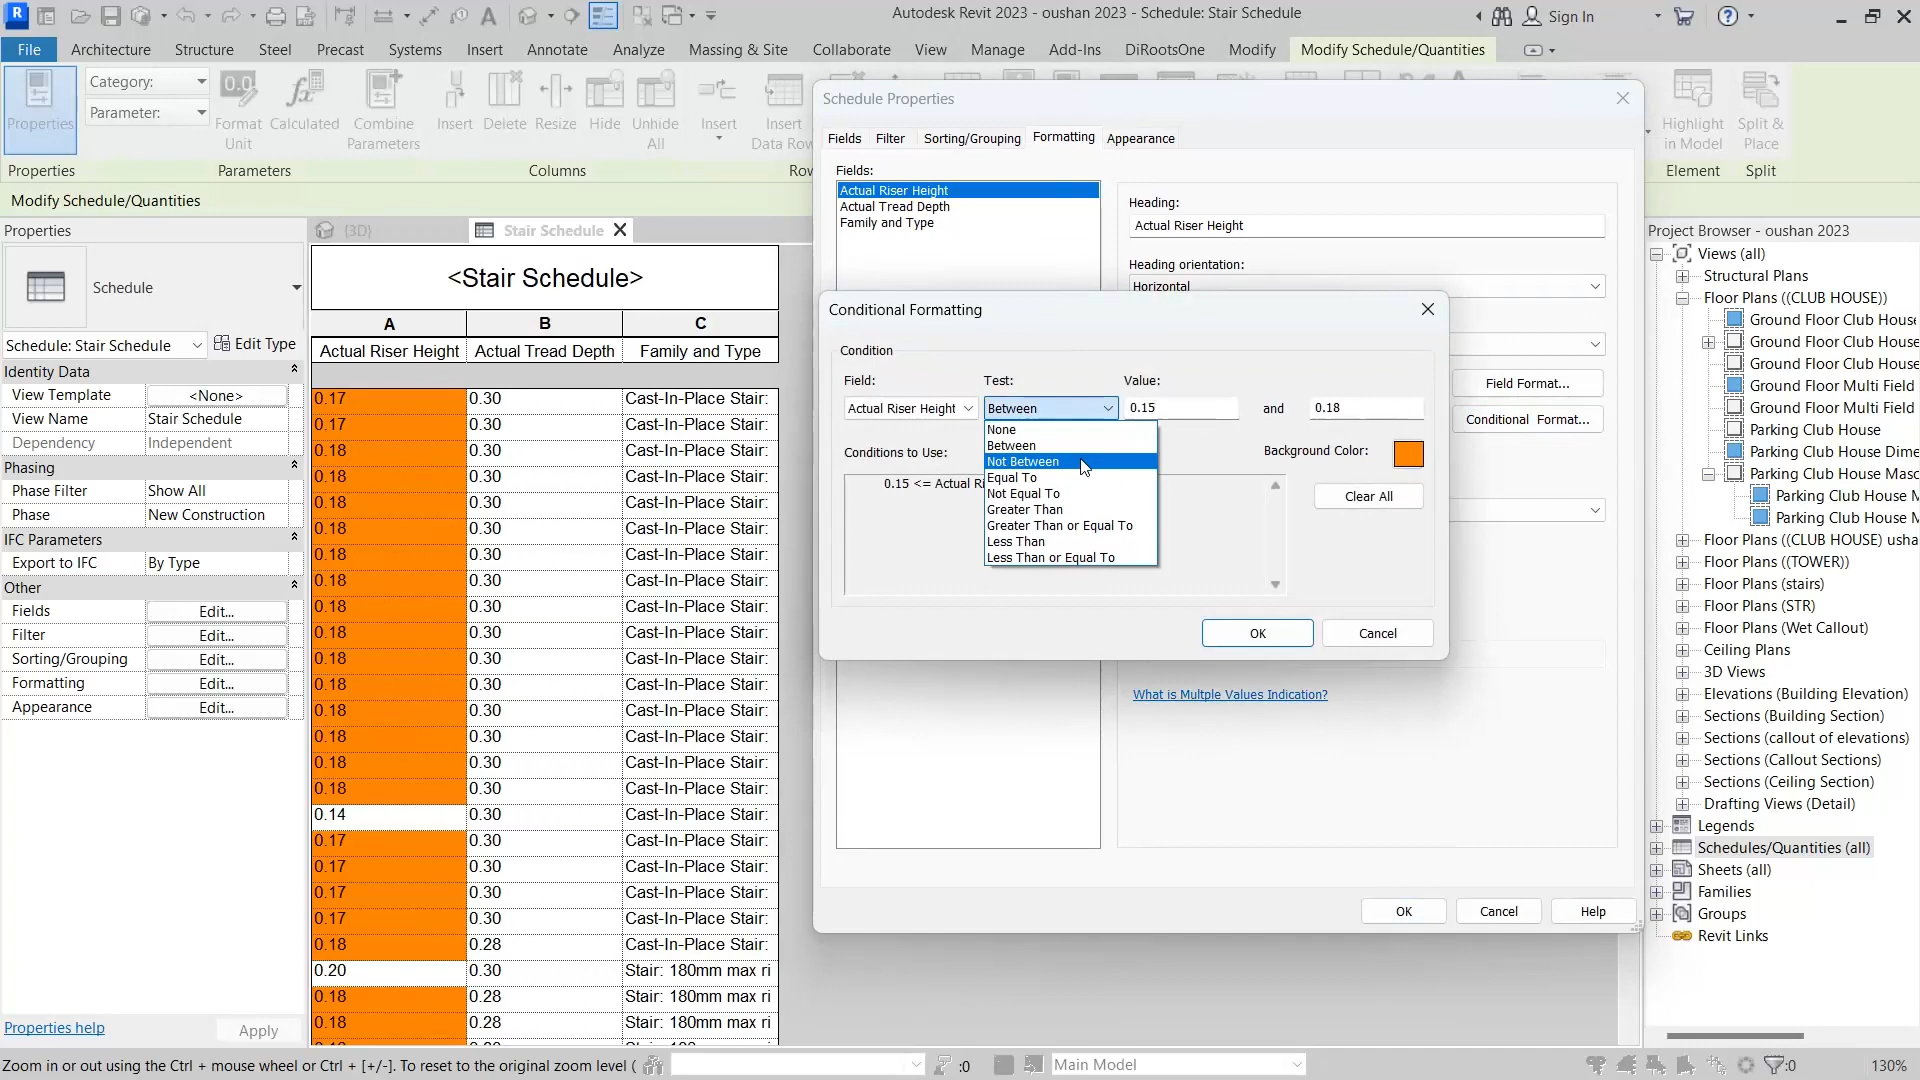 Autodesk Revit 2023 - oushan 2023 - Schedule: Stair Schedule
Sign In
File Architecture Structure Steel Precast Systems Insert Annotate Analyze Massing & Site Collaborate View Manage Add-Ins DiRootsOne Modify Modify Schedule/Quantities
Properties
Category:
Parameter:
Format Unit
Calculated
Combine Parameters
Insert
Delete
Resize
Hide
Unhide All
Insert
Insert
Data Row
Highlight in Model
Split & Place
Properties
Parameters
Columns
Element
Split
Modify Schedule/Quantities
Properties
Schedule
Schedule: Stair Schedule
Edit Type
Identity Data
View Template <None>
View Name Stair Schedule
Dependency Independent
Phasing
Phase Filter Show All
Phase New Construction
IFC Parameters
Export to IFC By Type
Other
Fields Edit...
Filter Edit...
Sorting/Grouping Edit...
Formatting Edit...
Appearance Edit...
Properties help
Apply
{3D}
Stair Schedule
<Stair Schedule>
A B C
Actual Riser Height Actual Tread Depth Family and Type
0.17 0.30 Cast-In-Place Stair:
0.17 0.30 Cast-In-Place Stair:
0.18 0.30 Cast-In-Place Stair:
0.18 0.30 Cast-In-Place Stair:
0.18 0.30 Cast-In-Place Stair:
0.18 0.30 Cast-In-Place Stair:
0.18 0.30 Cast-In-Place Stair:
0.18 0.30 Cast-In-Place Stair:
0.18 0.30 Cast-In-Place Stair:
0.18 0.30 Cast-In-Place Stair:
0.18 0.30 Cast-In-Place Stair:
0.18 0.30 Cast-In-Place Stair:
0.18 0.30 Cast-In-Place Stair:
0.18 0.30 Cast-In-Place Stair:
0.18 0.30 Cast-In-Place Stair:
0.18 0.30 Cast-In-Place Stair:
0.14 0.30 Cast-In-Place Stair:
0.17 0.30 Cast-In-Place Stair:
0.17 0.30 Cast-In-Place Stair:
0.17 0.30 Cast-In-Place Stair:
0.17 0.30 Cast-In-Place Stair:
0.18 0.28 Cast-In-Place Stair:
0.20 0.30 Stair: 180mm max ri
0.18 0.28 Stair: 180mm max ri
0.18 0.28 Stair: 180mm max ri
Schedule Properties
Fields Filter Sorting/Grouping Formatting Appearance
Fields:
Actual Riser Height
Actual Tread Depth
Family and Type
Heading:
Actual Riser Height
Heading orientation:
Horizontal
Field Format...
Conditional Format...
Conditional Formatting
Condition
Field: Test: Value:
Actual Riser Height Between 0.15 and 0.18
None
Between
Not Between
Equal To
Not Equal To
Greater Than
Greater Than or Equal To
Less Than
Less Than or Equal To
Conditions to Use:
0.15 <= Actual Ri
Background Color:
Clear All
OK Cancel
What is Multple Values Indication?
OK Cancel Help
Project Browser - oushan 2023
Views (all)
Structural Plans
Floor Plans ((CLUB HOUSE))
Ground Floor Club House
Ground Floor Club House
Ground Floor Club House
Ground Floor Multi Field
Ground Floor Multi Field
Parking Club House
Parking Club House Dime
Parking Club House Masc
Parking Club House M
Parking Club House M
Floor Plans ((CLUB HOUSE) usha
Floor Plans ((TOWER))
Floor Plans (stairs)
Floor Plans (STR)
Floor Plans (Wet Callout)
Ceiling Plans
3D Views
Elevations (Building Elevation)
Sections (Building Section)
Sections (callout of elevations)
Sections (Callout Sections)
Sections (Ceiling Section)
Drafting Views (Detail)
Legends
Schedules/Quantities (all)
Sheets (all)
Families
Groups
Revit Links
Zoom in or out using the Ctrl + mouse wheel or Ctrl + [+/-]. To reset to the original zoom level (
:0
Main Model
:0
130%